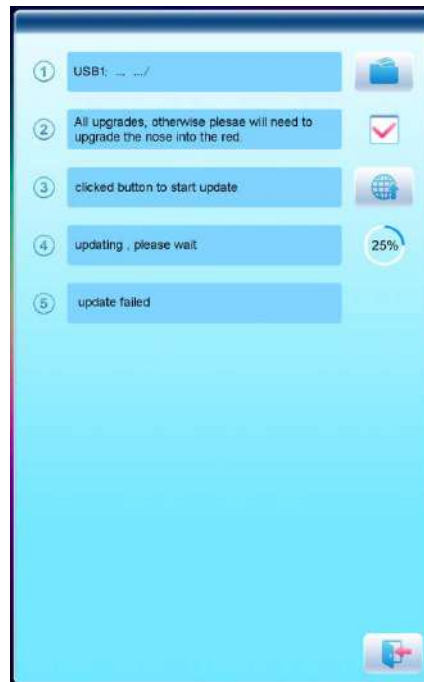 1
USB1: ... .../
2
All upgrades, otherwise plesae will need to
upgrade the nose into the red.
3
clicked button to start update
4
updating , please wait
25%
5
update failed